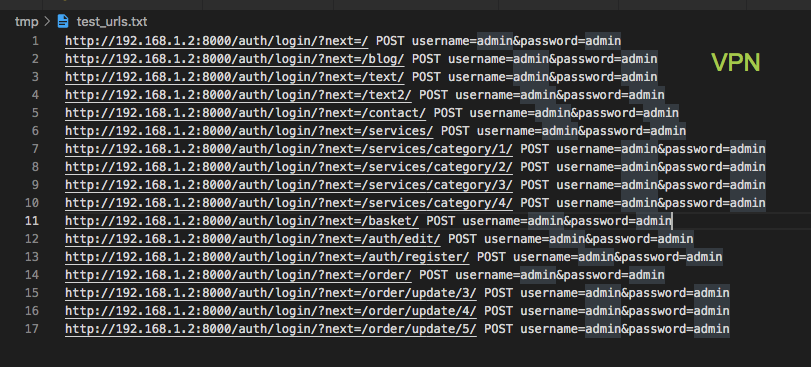 tmp > test_urls.txt
1 http://192.168.1.2:8000/auth/login/?next=/ POST username=admin&password=admin
2 http://192.168.1.2:8000/auth/login/?next=/blog/ POST username=admin&password=admin
VPN
3 http://192.168.1.2:8000/auth/login/?next=/text/ POST username=admin&password=admin
4 http://192.168.1.2:8000/auth/login/?next=/text2/ POST username=admin&password=admin
5 http://192.168.1.2:8000/auth/login/?next=/contact/ POST username=admin&password=admin
6 http://192.168.1.2:8000/auth/login/?next=/services/ POST username=admin&password=admin
7 http://192.168.1.2:8000/auth/login/?next=/services/category/1/ POST username=admin&password=admin
8 http://192.168.1.2:8000/auth/login/?next=/services/category/2/ POST username=admin&password=admin
9 http://192.168.1.2:8000/auth/login/?next=/services/category/3/ POST username=admin&password=admin
10 http://192.168.1.2:8000/auth/login/?next=/services/category/4/ POST username=admin&password=admin
11 http://192.168.1.2:8000/auth/login/?next=/basket/ POST username=admin&password=admin
12 http://192.168.1.2:8000/auth/login/?next=/auth/edit/ POST username=admin&password=admin
13 http://192.168.1.2:8000/auth/login/?next=/auth/register/ POST username=admin&password=admin
14 http://192.168.1.2:8000/auth/login/?next=/order/ POST username=admin&password=admin
15 http://192.168.1.2:8000/auth/login/?next=/order/update/3/ POST username=admin&password=admin
16 http://192.168.1.2:8000/auth/login/?next=/order/update/4/ POST username=admin&password=admin
17 http://192.168.1.2:8000/auth/login/?next=/order/update/5/ POST username=admin&password=admin